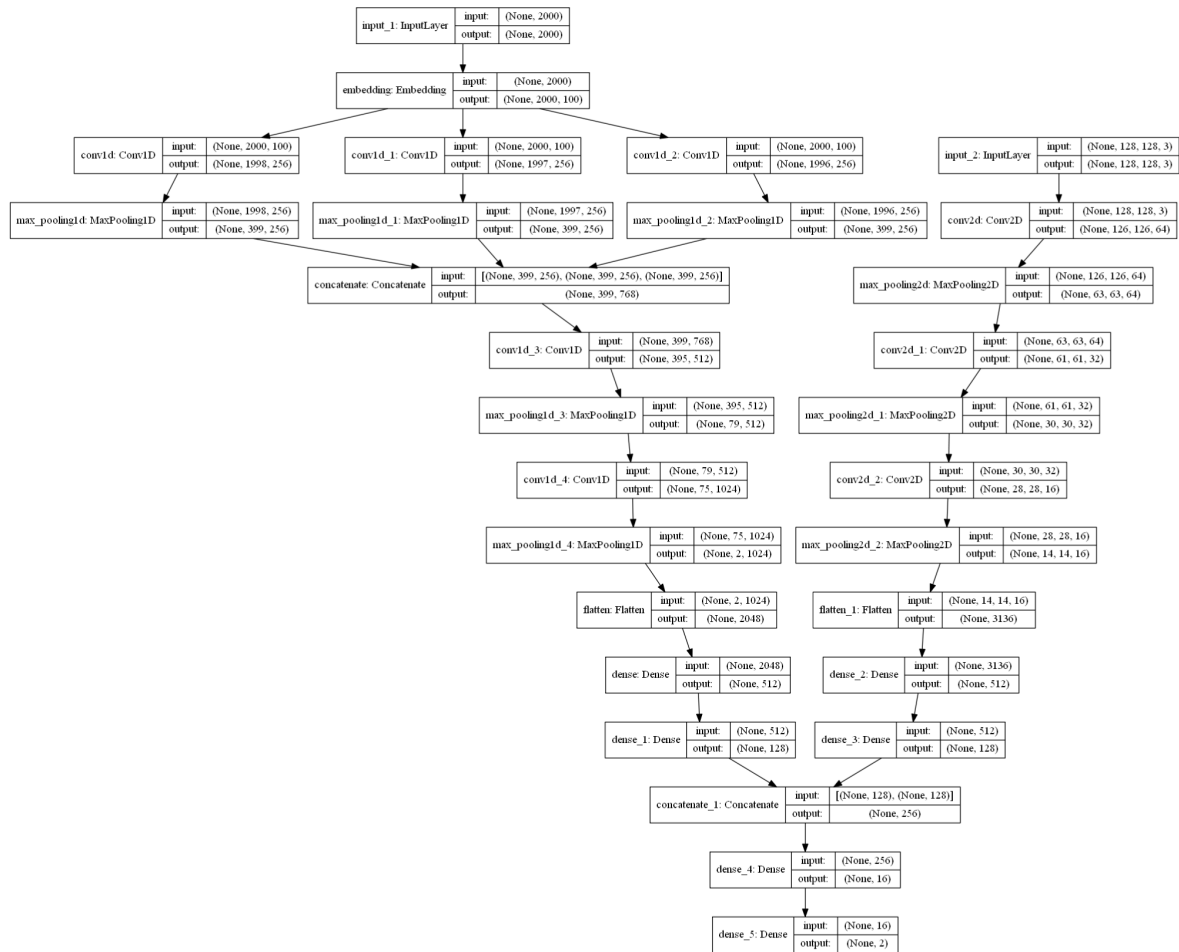 input_1: InputLayer input: (None, 2000)
output: (None, 2000)
embedding: Embedding input: (None, 2000)
output: (None, 2000, 100)
conv1d: Conv1D input: (None, 2000, 100)
output: (None, 1998, 256)
conv1d_1: Conv1D input: (None, 2000, 100)
output: (None, 1997, 256)
conv1d_2: Conv1D input: (None, 2000, 100)
output: (None, 1996, 256)
input_2: InputLayer input: (None, 128, 128, 3)
output: (None, 128, 128, 3)
max_pooling1d: MaxPooling1D input: (None, 1998, 256)
output: (None, 399, 256)
max_pooling1d_1: MaxPooling1D input: (None, 1997, 256)
output: (None, 399, 256)
max_pooling1d_2: MaxPooling1D input: (None, 1996, 256)
output: (None, 399, 256)
conv2d: Conv2D input: (None, 128, 128, 3)
output: (None, 126, 126, 64)
concatenate: Concatenate input: [(None, 399, 256), (None, 399, 256), (None, 399, 256)]
output: (None, 399, 768)
max_pooling2d: MaxPooling2D input: (None, 126, 126, 64)
output: (None, 63, 63, 64)
conv1d_3: Conv1D input: (None, 399, 768)
output: (None, 395, 512)
conv2d_1: Conv2D input: (None, 63, 63, 64)
output: (None, 61, 61, 32)
max_pooling1d_3: MaxPooling1D input: (None, 395, 512)
output: (None, 79, 512)
max_pooling2d_1: MaxPooling2D input: (None, 61, 61, 32)
output: (None, 30, 30, 32)
conv1d_4: Conv1D input: (None, 79, 512)
output: (None, 75, 1024)
conv2d_2: Conv2D input: (None, 30, 30, 32)
output: (None, 28, 28, 16)
max_pooling1d_4: MaxPooling1D input: (None, 75, 1024)
output: (None, 2, 1024)
max_pooling2d_2: MaxPooling2D input: (None, 28, 28, 16)
output: (None, 14, 14, 16)
flatten: Flatten input: (None, 2, 1024)
output: (None, 2048)
flatten_1: Flatten input: (None, 14, 14, 16)
output: (None, 3136)
dense: Dense input: (None, 2048)
output: (None, 512)
dense_2: Dense input: (None, 3136)
output: (None, 512)
dense_1: Dense input: (None, 512)
output: (None, 128)
dense_3: Dense input: (None, 512)
output: (None, 128)
concatenate_1: Concatenate input: [(None, 128), (None, 128)]
output: (None, 256)
dense_4: Dense input: (None, 256)
output: (None, 16)
dense_5: Dense input: (None, 16)
output: (None, 2)